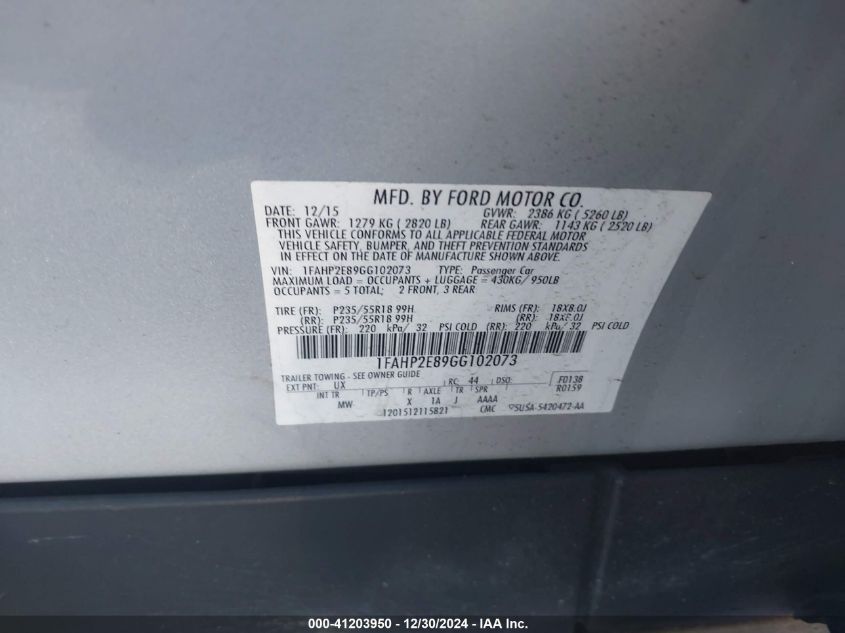 MFD. BY FORD MOTOR CO.
DATE: 12/15 GVWR: 2386 KG ( 5260 LB)
FRONT GAWR: 1279 KG ( 2820 LB) REAR GAWR: 1143 KG ( 2520 LB)
THIS VEHICLE CONFORMS TO ALL APPLICABLE FEDERAL MOTOR
VEHICLE SAFETY, BUMPER, AND THEFT PREVENTION STANDARDS
IN EFFECT ON THE DATE OF MANUFACTURE SHOWN ABOVE.
VIN: 1FAHP2E89GG102073 TYPE: Passenger Car
MAXIMUM LOAD = OCCUPANTS + LUGGAGE = 430KG/ 950LB
OCCUPANTS = 5 TOTAL; 2 FRONT, 3 REAR
TIRE (FR): P235/55R18 99H RIMS (FR): 18X8.0J
(RR): P235/55R18 99H (RR): 18X8.0J
PRESSURE (FR): 220 kPa/ 32 PSI COLD (RR): 220 kPa/ 32 PSI COLD
1FAHP2E89GG102073
TRAILER TOWING - SEE OWNER GUIDE
EXT PNT: UX RC: 44 DSO: F0138
R0159
INT TR TP/PS R AXLE TR SPR
MW X 1A J AAAA
1201512115821 CMC 5U5A-5420472-AA
000-41203950 - 12/30/2024 - IAA Inc.